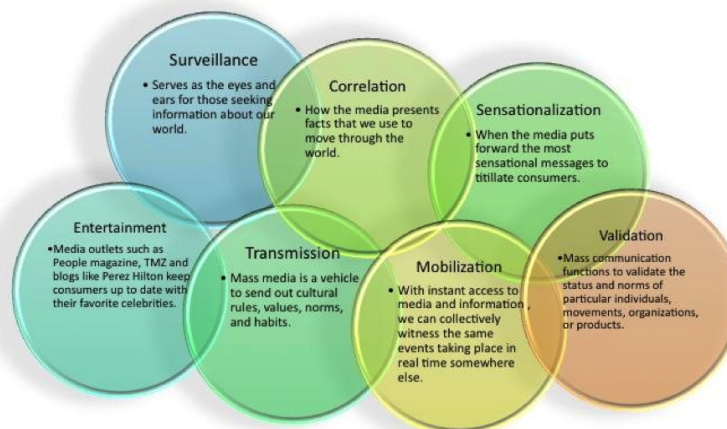 Surveillance
• Serves as the eyes and
ears for those seeking
information about our
world.
Correlation
• How the media presents
facts that we use to
move through the
world.
Sensationalization
• When the media puts
forward the most
sensational messages to
titillate consumers.
Entertainment
•Media outlets such as
People magazine, TMZ and
blogs like Perez Hilton keep
consumers up to date with
their favorite celebrities.
Transmission
• Mass media is a vehicle
to send out cultural
rules, values, norms,
and habits.
Mobilization
• With instant access to
media and information ,
we can collectively
witness the same
events taking place in
real time somewhere
else.
Validation
• Mass communication
functions to validate the
status and norms of
particular individuals,
movements, organizations,
or products.